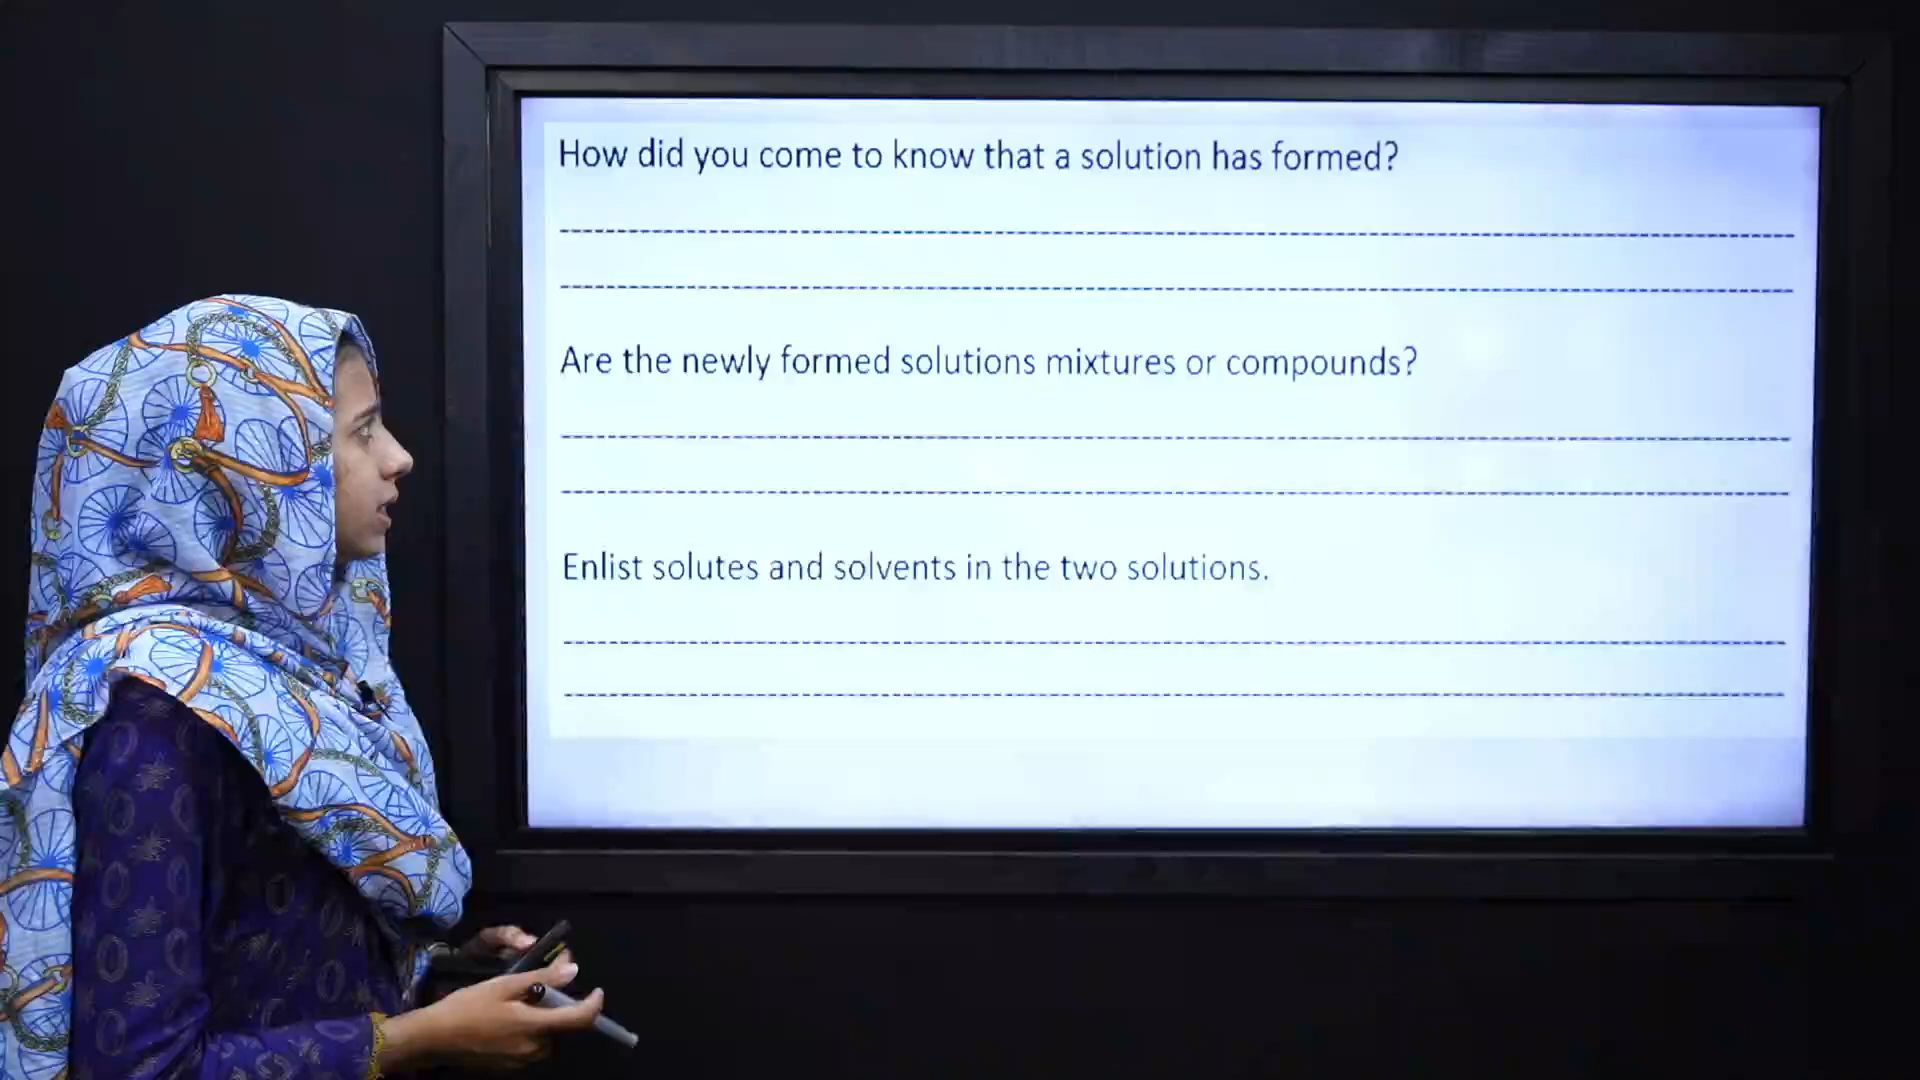 How did you come to know that a solution has formed?
Are the newly formed solutions mixtures or compounds?
Enlist solutes and solvents in the two solutions.